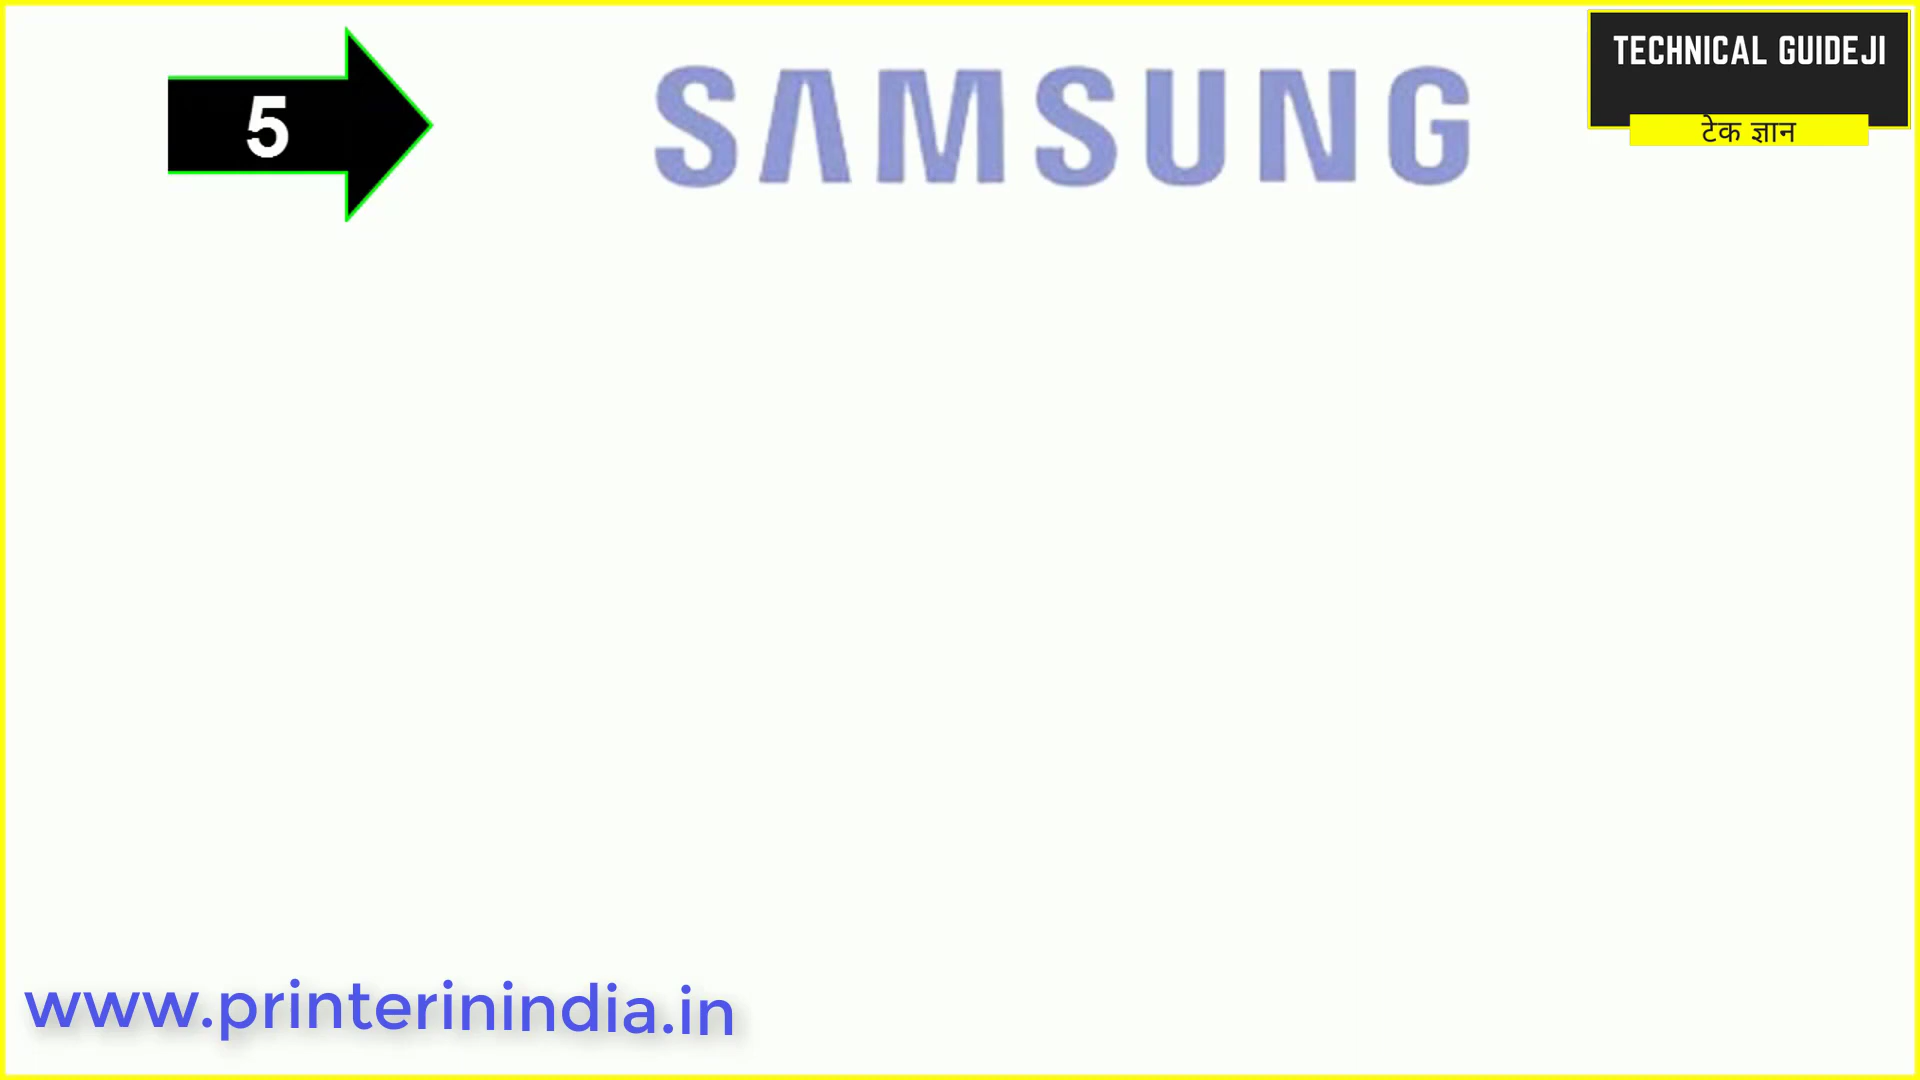 5
SAMSUNG
TECHNICAL GUIDEJI
टेक ज्ञान
www.printerinindia.in